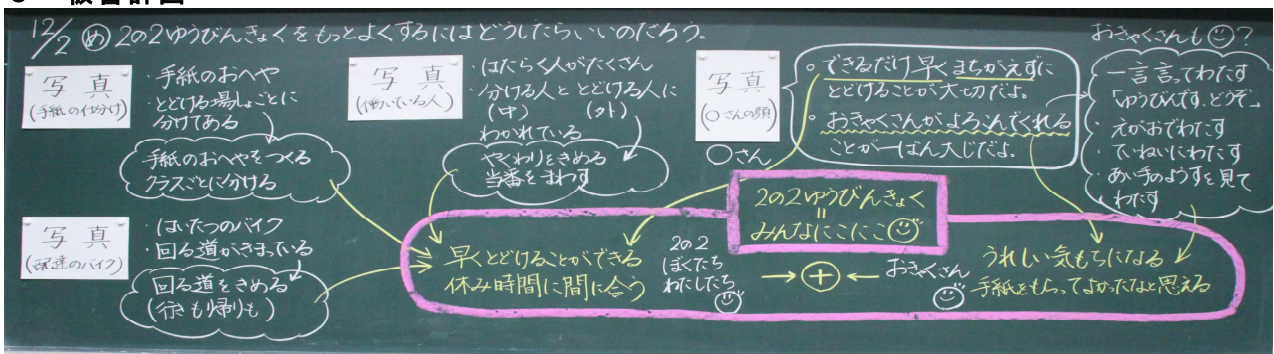 12/2 め 2の2ゆうびんきょくをもっとよくするにはどうしたらいいのだろう。
写真
(手紙の仕分け)
・手紙のおへや
・とどける場しょごとに
分けてある
手紙のおへやをつくる
クラスごとに分ける
写真
(配達のバイク)
・はいたつのバイク
・回る道がきまっている
回る道をきめる
(行きも帰りも)
写真
(働いている人)
・はたらく人がたくさん
・分ける人ととどける人に
(中) (外)
わかれている
やくわりをきめる
当番をまわす
写真
(○さんの顔)
○さん
○できるだけ早くまちがえずに
とどけることが大切だよ。
○おきゃくさんがよろこんでくれる
ことが一ばん大じだよ。
おきゃくさんも?
一言言ってわたす
「ゆうびんです、どうぞ」
・えがおでわたす
・ていねいにわたす
・あい手のようすを見て
わたす
2の2ゆうびんきょく
=
みんなにこにこ
早くとどけることができる
休み時間に間に合う
2の2
ぼくたち
わたしたち
→+←
おきゃくさん
うれしい気もちになる
手紙をもらってよかったなと思える